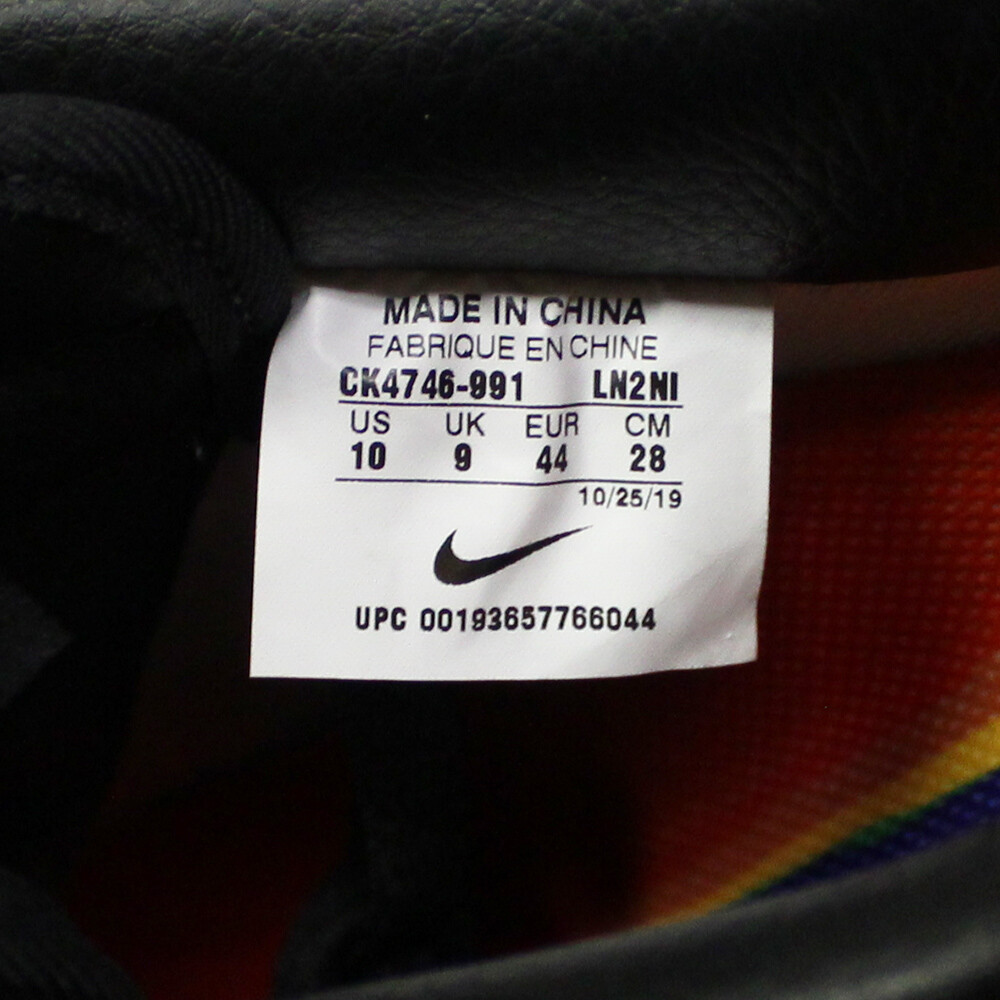 MADE IN CHINA
FABRIQUE EN CHINE
CK4746-991 LN2NI
US UK EUR CM
10 9 44 28
10/25/19
UPC 00193657766044